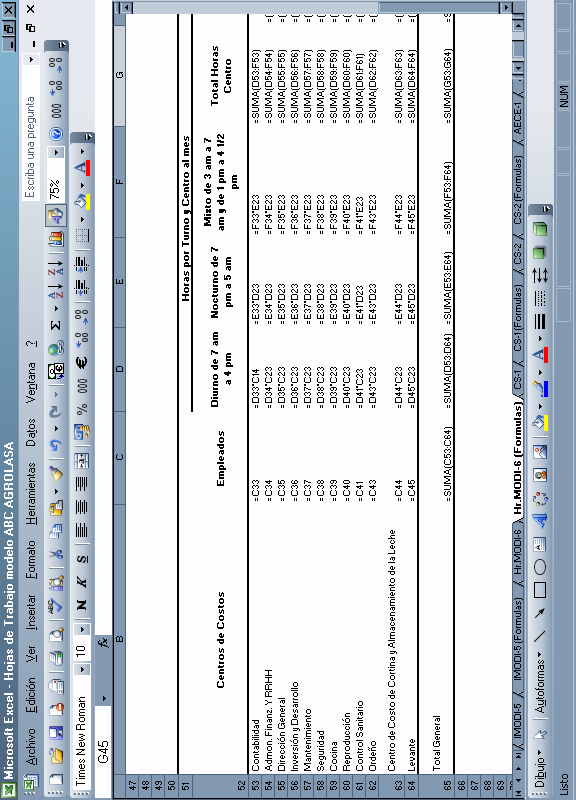 Microsoft Excel - Hojas de Trabajo modelo ABC AGROLASA
Archivo Edición Ver Insertar Formato Herramientas Datos Ventana ? Escriba una pregunta
75%
Times New Roman 10 N K S % 000 €
G45 fx
B C D E F G
47
48
49
50
51 Horas por Turno y Centro al mes
52 Centros de Costos Empleados Diurno de 7 am a 4 pm Nocturno de 7 pm a 5 am Mixto de 3 am a 7 am y de 1 pm a 4 1/2 pm Total Horas Centro
53 Contabilidad =C33 =D33*C14 =E33*D23 =F33*E23 =SUMA(D53:F53)
54 Admon. Finanz. Y RRHH =C34 =D34*C23 =E34*D23 =F34*E23 =SUMA(D54:F54)
55 Dirección General =C35 =D35*C23 =E35*D23 =F35*E23 =SUMA(D55:F55)
56 Inversión y Desarrollo =C36 =D36*C23 =E36*D23 =F36*E23 =SUMA(D56:F56)
57 Mantenimiento =C37 =D37*C23 =E37*D23 =F37*E23 =SUMA(D57:F57)
58 Seguridad =C38 =D38*C23 =E38*D23 =F38*E23 =SUMA(D58:F58)
59 Cocina =C39 =D39*C23 =E39*D23 =F39*E23 =SUMA(D59:F59)
60 Reproducción =C40 =D40*C23 =E40*D23 =F40*E23 =SUMA(D60:F60)
61 Control Sanitario =C41 =D41*C23 =E41*D23 =F41*E23 =SUMA(D61:F61)
62 Ordeño =C43 =D43*C23 =E43*D23 =F43*E23 =SUMA(D62:F62)
63 Centro de Costo de Cortina y Almacenamiento de la Leche =C44 =D44*C23 =E44*D23 =F44*E23 =SUMA(D63:F63)
64 Levante =C45 =D45*C23 =E45*D23 =F45*E23 =SUMA(D64:F64)
65 Total General =SUMA(C53:C64) =SUMA(D53:D64) =SUMA(E53:E64) =SUMA(F53:F64) =SUMA(G53:G64)
66
67
68
69
IMODI-5 IMODI-5 (Formulas) Hr.MODI-6 Hr.MODI-6 (Formulas) CS-1 CS-1 (Formulas) CS-2 CS-2 (Formulas) AECE-1
Dibujo Autoformas
Listo NUM